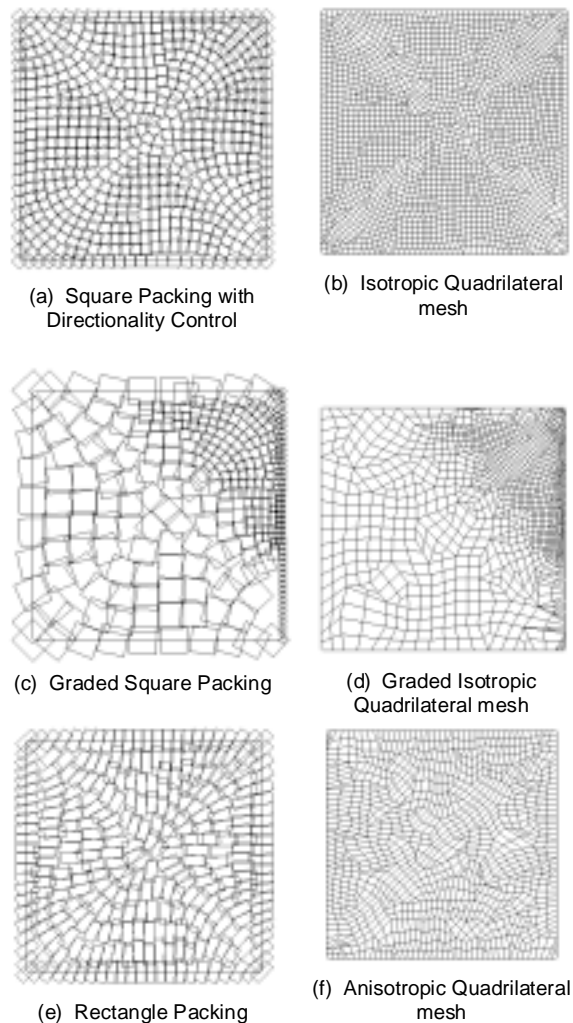 (a) Square Packing with
Directionality Control
(b) Isotropic Quadrilateral
mesh
(c) Graded Square Packing
(d) Graded Isotropic
Quadrilateral mesh
(e) Rectangle Packing
(f) Anisotropic Quadrilateral
mesh